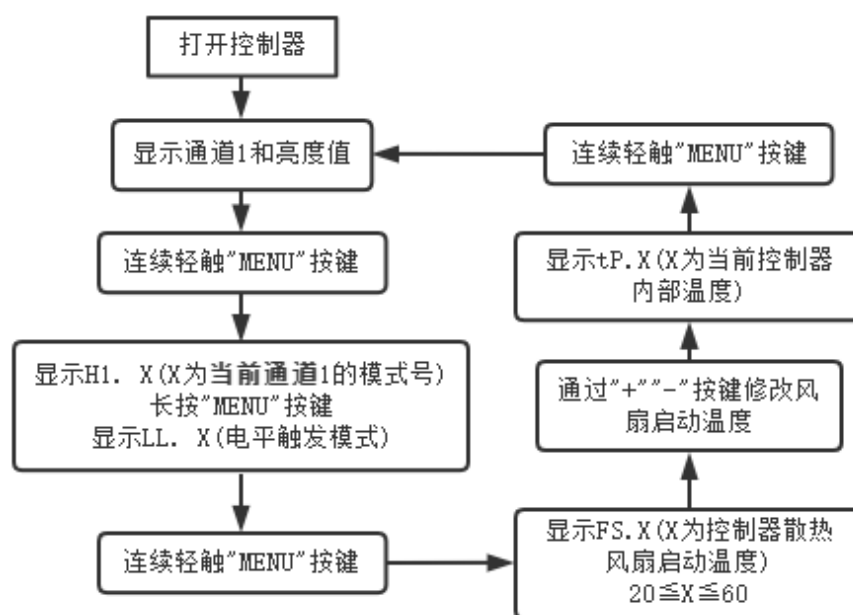 打开控制器
显示通道1和亮度值
连续轻触"MENU"按键
显示H1. X(X为当前通道1的模式号)
长按"MENU"按键
显示LL. X(电平触发模式)
连续轻触"MENU"按键
显示FS.X(X为控制器散热
风扇启动温度)
20≦X≦60
通过"+""-"按键修改风
扇启动温度
显示tP.X(X为当前控制器
内部温度)
连续轻触"MENU"按键